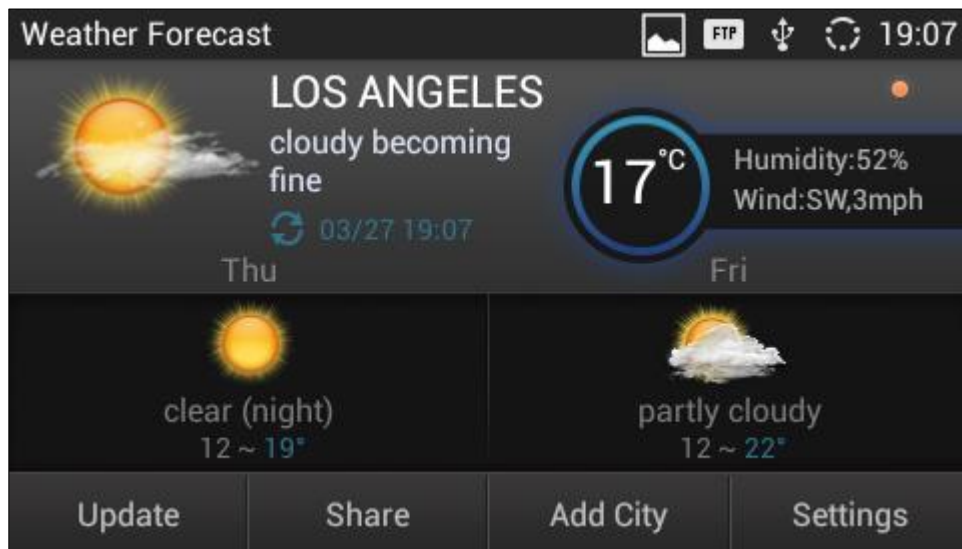 Weather Forecast
FTP
19:07
LOS ANGELES
cloudy becoming
fine
03/27 19:07
17°C
Humidity:52%
Wind:SW,3mph
Thu
Fri
clear (night)
12 ~ 19°
partly cloudy
12 ~ 22°
Update
Share
Add City
Settings